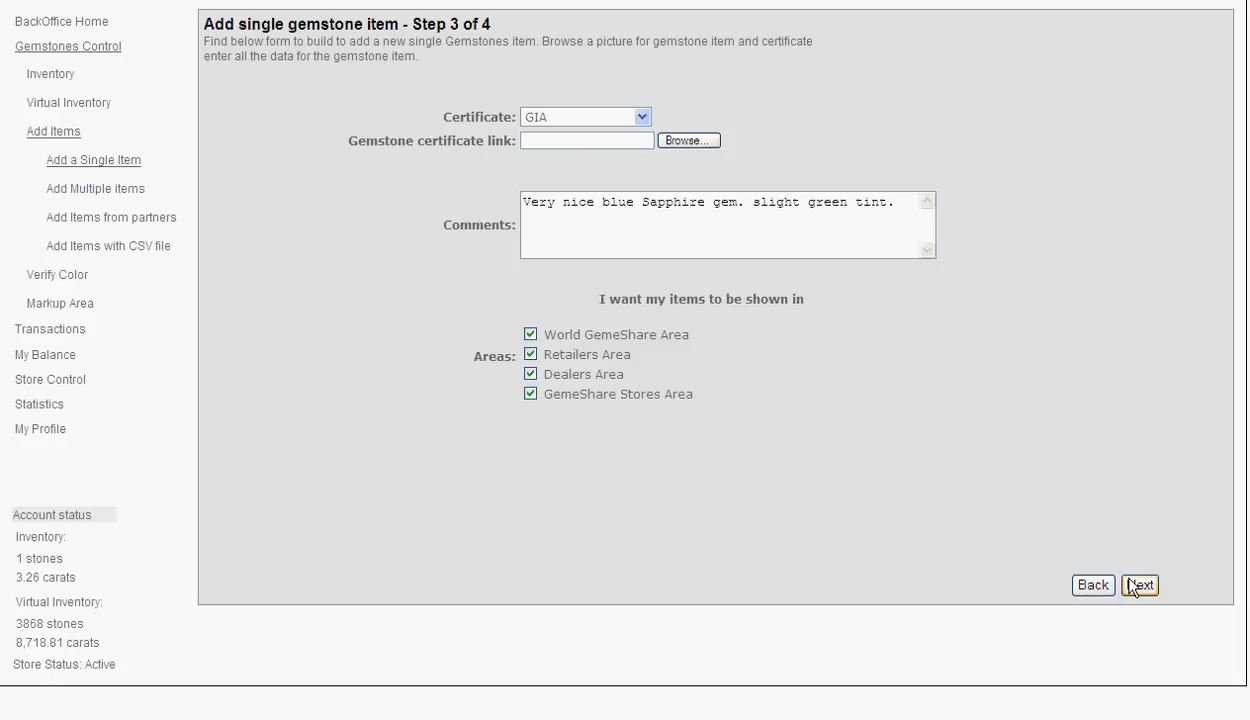 BackOffice Home
Gemstones Control
Inventory
Virtual Inventory
Add Items
Add a Single Item
Add Multiple items
Add Items from partners
Add Items with CSV file
Verify Color
Markup Area
Transactions
My Balance
Store Control
Statistics
My Profile
Account status
Inventory:
1 stones
3.26 carats
Virtual Inventory:
3868 stones
8,718.81 carats
Store Status: Active
Add single gemstone item - Step 3 of 4
Find below form to build to add a new single Gemstones item. Browse a picture for gemstone item and certificate
enter all the data for the gemstone item.
Certificate: GIA
Gemstone certificate link: Browse...
Comments: Very nice blue Sapphire gem. slight green tint.
I want my items to be shown in
Areas:
World GemeShare Area
Retailers Area
Dealers Area
GemeShare Stores Area
Back Next